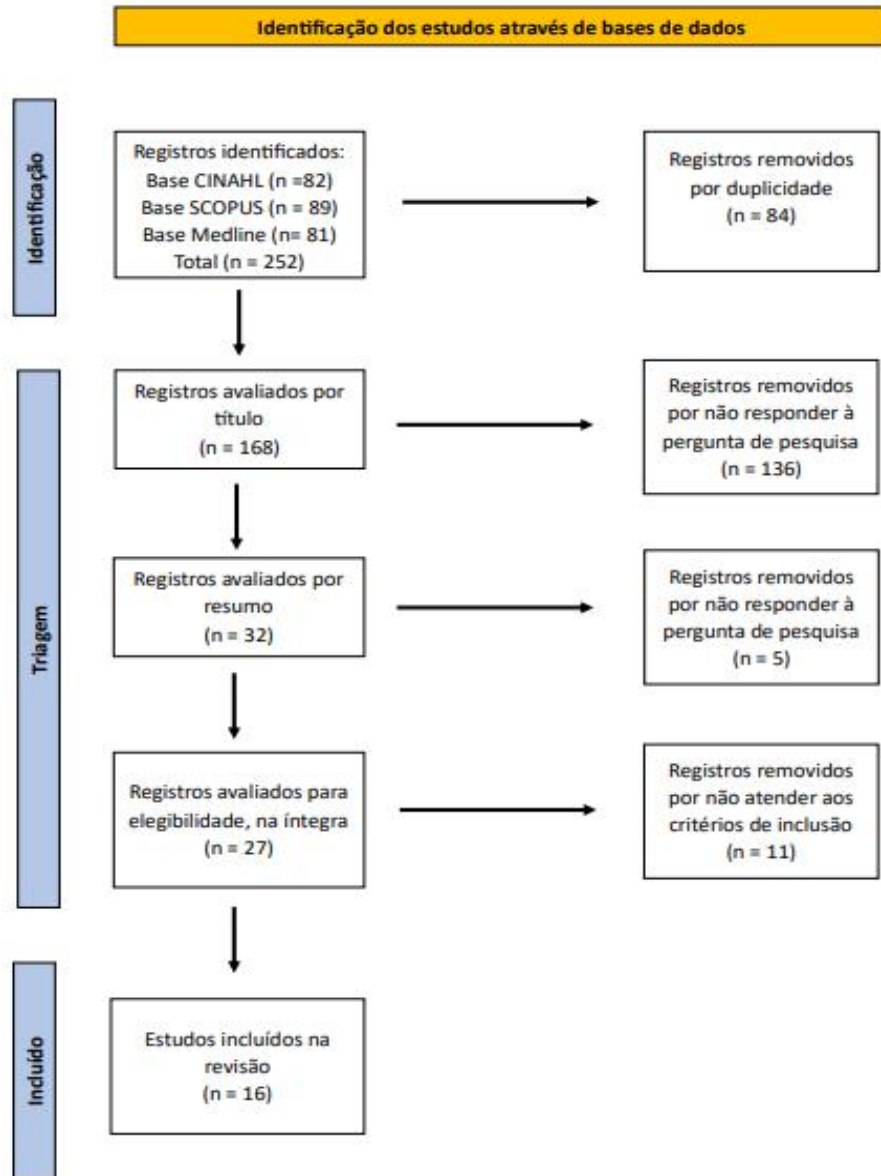 Identificação dos estudos através de bases de dados
Identificação
Registros identificados:
Base CINAHL (n =82)
Base SCOPUS (n = 89)
Base Medline (n= 81)
Total (n = 252)
Registros removidos
por duplicidade
(n = 84)
Triagem
Registros avaliados por
título
(n = 168)
Registros removidos
por não responder à
pergunta de pesquisa
(n = 136)
Registros avaliados por
resumo
(n = 32)
Registros removidos
por não responder à
pergunta de pesquisa
(n = 5)
Registros avaliados para
elegibilidade, na íntegra
(n = 27)
Registros removidos
por não atender aos
critérios de inclusão
(n = 11)
Incluído
Estudos incluídos na
revisão
(n = 16)